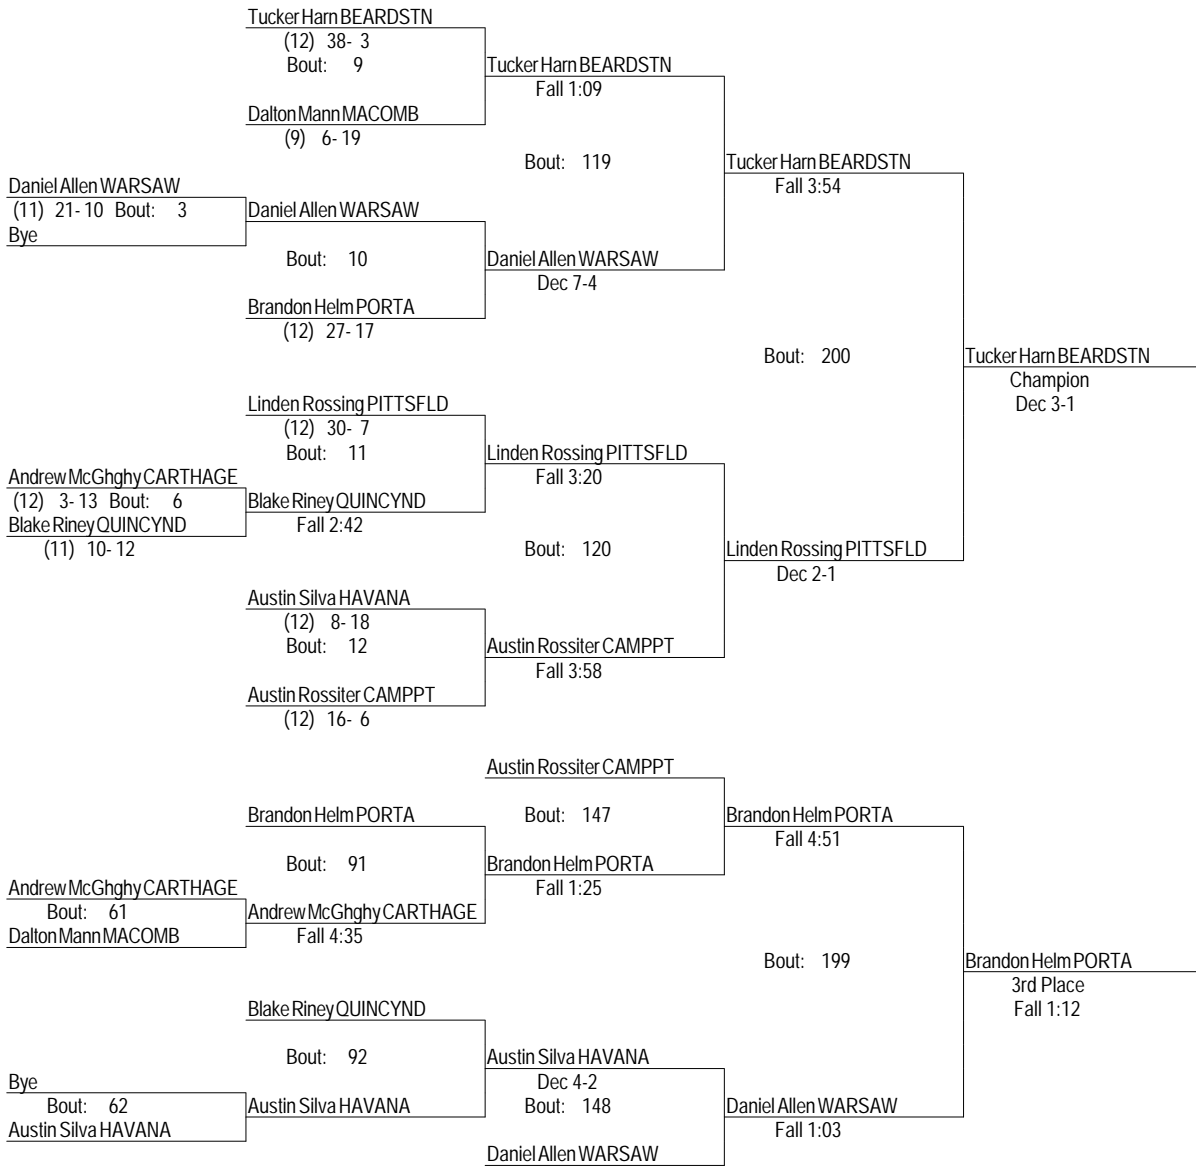 Tucker Harn BEARDSTN
(12) 38- 3
Bout: 9
Tucker Harn BEARDSTN
Fall 1:09
Dalton Mann MACOMB
(9) 6- 19
Bout: 119
Tucker Harn BEARDSTN
Fall 3:54
Daniel Allen WARSAW
(11) 21- 10 Bout: 3
Bye
Daniel Allen WARSAW
Bout: 10
Daniel Allen WARSAW
Dec 7-4
Brandon Helm PORTA
(12) 27- 17
Bout: 200
Tucker Harn BEARDSTN
Champion
Dec 3-1
Linden Rossing PITTSFLD
(12) 30- 7
Bout: 11
Linden Rossing PITTSFLD
Fall 3:20
Andrew McGhghy CARTHAGE
(12) 3- 13 Bout: 6
Blake Riney QUINCYND
(11) 10- 12
Blake Riney QUINCYND
Fall 2:42
Bout: 120
Linden Rossing PITTSFLD
Dec 2-1
Austin Silva HAVANA
(12) 8- 18
Bout: 12
Austin Rossiter CAMPPT
Fall 3:58
Austin Rossiter CAMPPT
(12) 16- 6
Austin Rossiter CAMPPT
Brandon Helm PORTA
Bout: 147
Brandon Helm PORTA
Fall 4:51
Bout: 91
Brandon Helm PORTA
Fall 1:25
Andrew McGhghy CARTHAGE
Bout: 61
Dalton Mann MACOMB
Andrew McGhghy CARTHAGE
Fall 4:35
Bout: 199
Brandon Helm PORTA
3rd Place
Fall 1:12
Blake Riney QUINCYND
Bout: 92
Austin Silva HAVANA
Dec 4-2
Bout: 148
Bye
Bout: 62
Austin Silva HAVANA
Austin Silva HAVANA
Daniel Allen WARSAW
Fall 1:03
Daniel Allen WARSAW